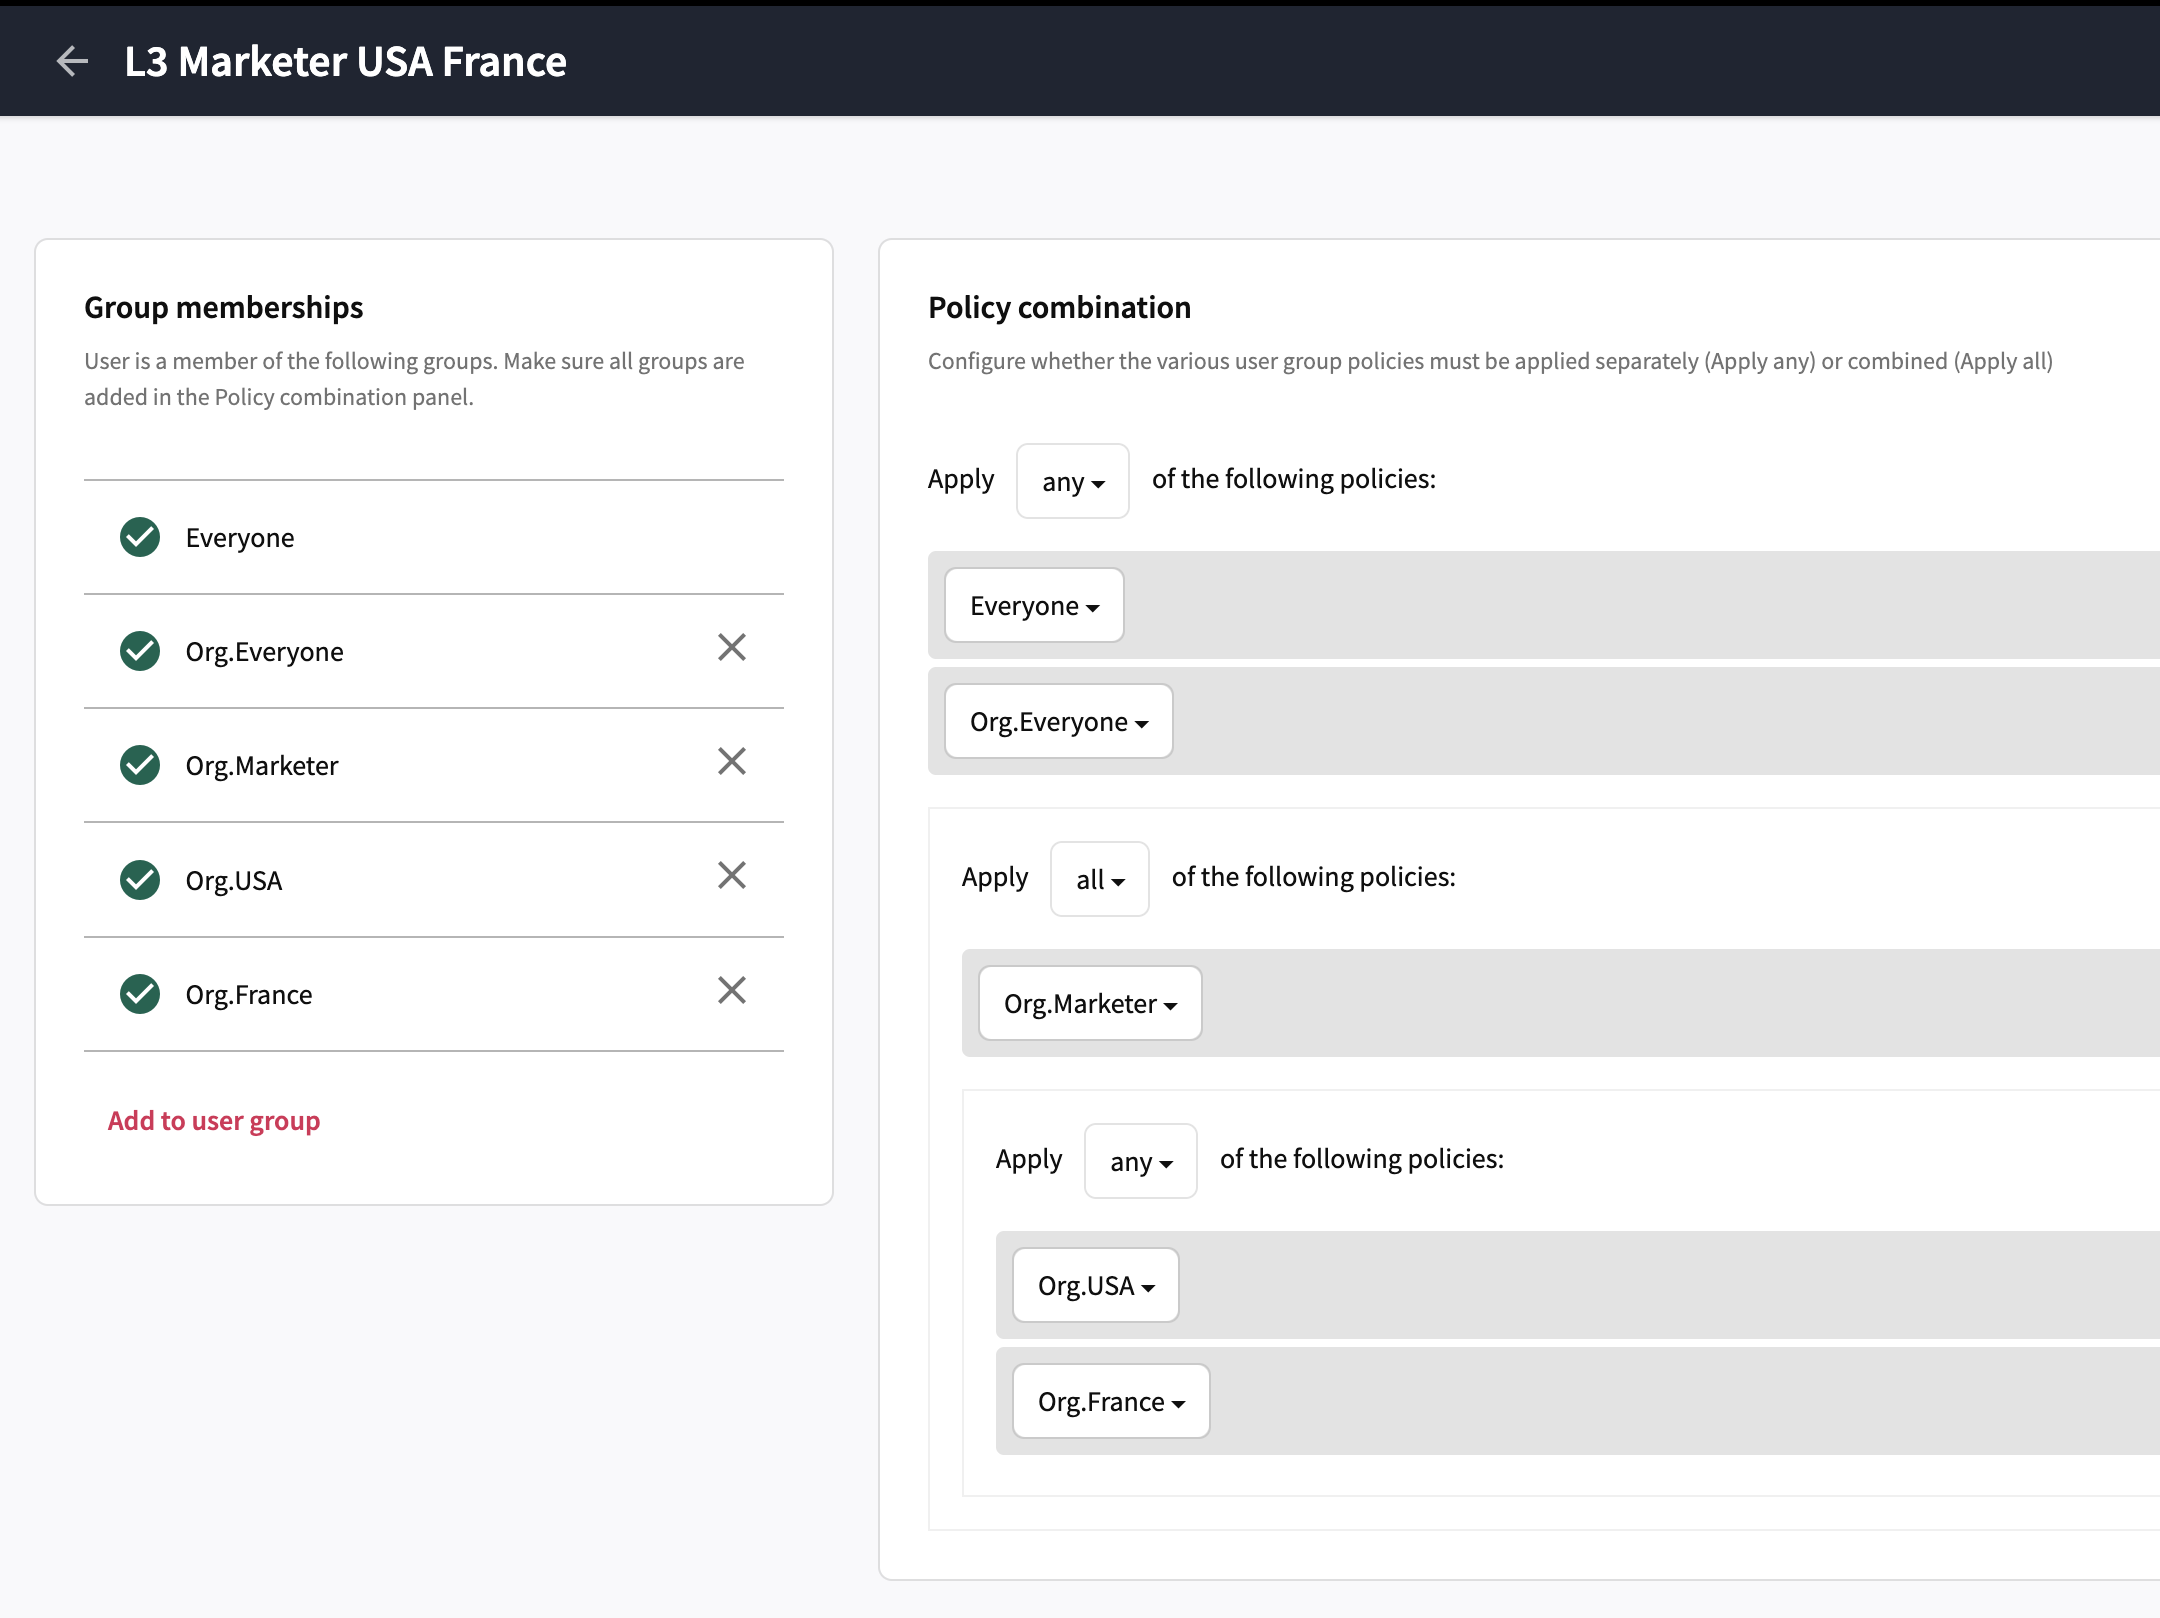 L3 Marketer USA France
Group memberships
User is a member of the following groups. Make sure all groups are
added in the Policy combination panel.
Everyone
Org.Everyone
Org.Marketer
Org.USA
Org.France
Add to user group
Policy combination
Configure whether the various user group policies must be applied separately (Apply any) or combined (Apply all)
Apply any of the following policies:
Everyone
Org.Everyone
Apply all of the following policies:
Org.Marketer
Apply any of the following policies:
Org.USA
Org.France